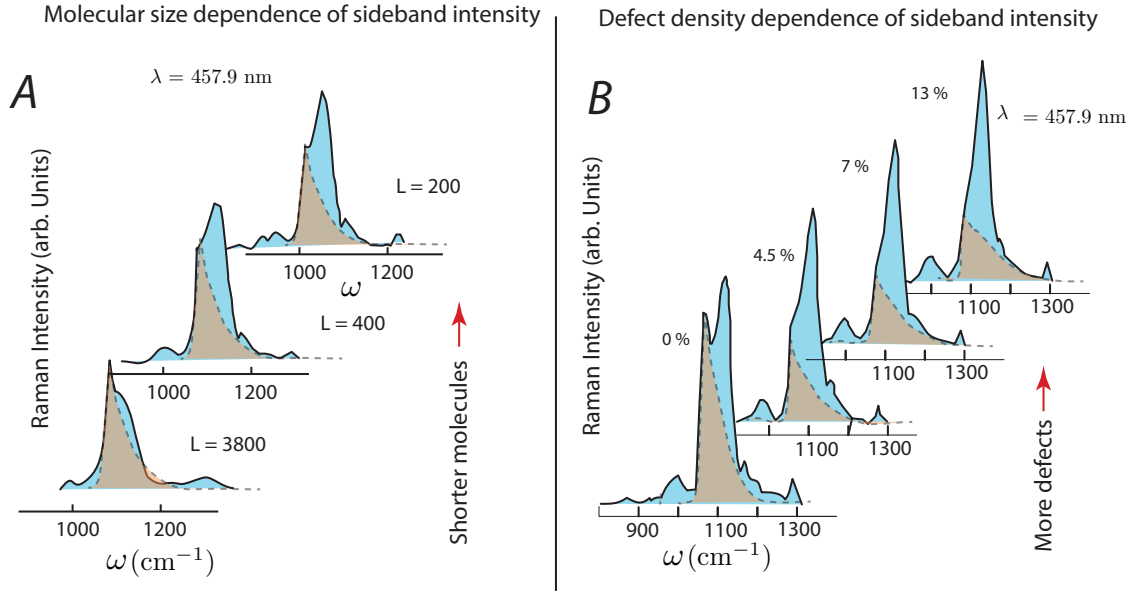 Molecular size dependence of sideband intensity
A
λ = 457.9 nm
Raman Intensity (arb. Units)
L = 200
1000 1200
ω
L = 400
1000 1200
L = 3800
1000 1200
ω (cm⁻¹)
Shorter molecules
Defect density dependence of sideband intensity
B
13 %
λ = 457.9 nm
7 %
Raman Intensity (arb. Units)
4.5 %
1100 1300
0 %
1100 1300
1100 1300
900 1100 1300
ω (cm⁻¹)
More defects